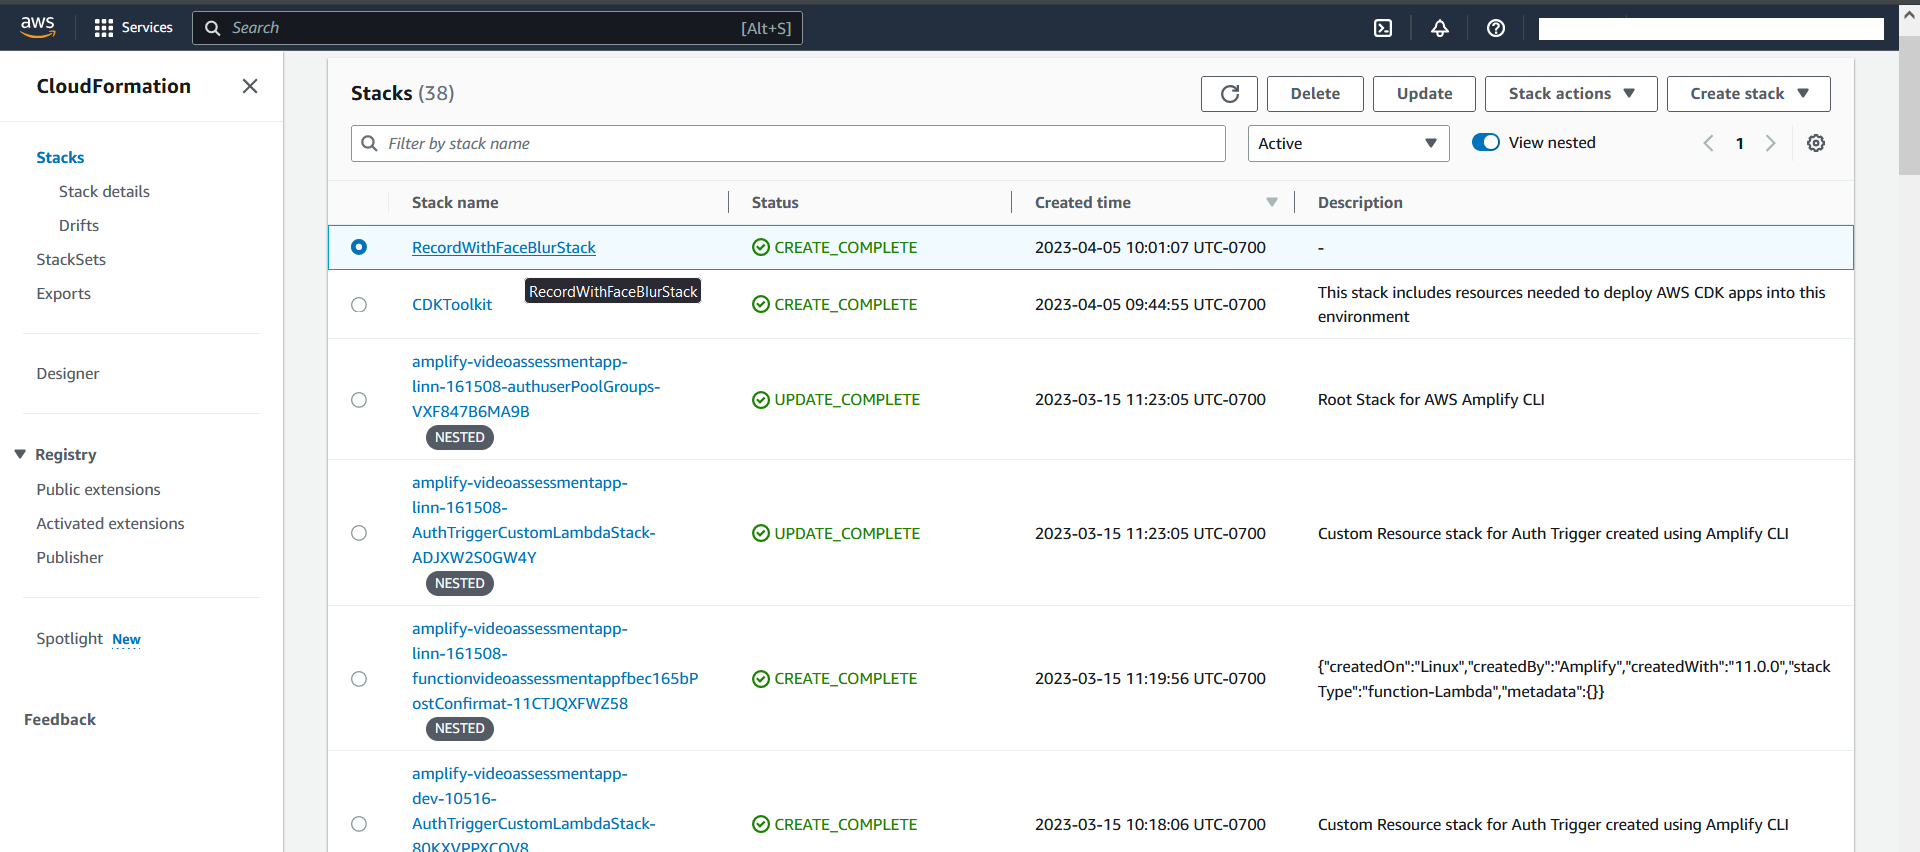 aws
Services
Search
[Alt+S]
CloudFormation
Stacks
Stack details
Drifts
StackSets
Exports
Designer
Registry
Public extensions
Activated extensions
Publisher
Spotlight New
Feedback
Stacks (38)
Delete
Update
Stack actions
Create stack
Filter by stack name
Active
View nested
1
Stack name
Status
Created time
Description
RecordWithFaceBlurStack
CREATE_COMPLETE
2023-04-05 10:01:07 UTC-0700
-
RecordWithFaceBlurStack
CDKToolkit
CREATE_COMPLETE
2023-04-05 09:44:55 UTC-0700
This stack includes resources needed to deploy AWS CDK apps into this
environment
amplify-videoassessmentapp-
linn-161508-authuserPoolGroups-
VXF847B6MA9B
NESTED
UPDATE_COMPLETE
2023-03-15 11:23:05 UTC-0700
Root Stack for AWS Amplify CLI
amplify-videoassessmentapp-
linn-161508-
AuthTriggerCustomLambdaStack-
ADJXW2S0GW4Y
NESTED
UPDATE_COMPLETE
2023-03-15 11:23:05 UTC-0700
Custom Resource stack for Auth Trigger created using Amplify CLI
amplify-videoassessmentapp-
linn-161508-
functionvideoassessmentappfbec165bP
ostConfirmat-11CTJQXFWZ58
NESTED
CREATE_COMPLETE
2023-03-15 11:19:56 UTC-0700
{"createdOn":"Linux","createdBy":"Amplify","createdWith":"11.0.0","stack
Type":"function-Lambda","metadata":{}}
amplify-videoassessmentapp-
dev-10516-
AuthTriggerCustomLambdaStack-
80KXVPPXCOV8
CREATE_COMPLETE
2023-03-15 10:18:06 UTC-0700
Custom Resource stack for Auth Trigger created using Amplify CLI